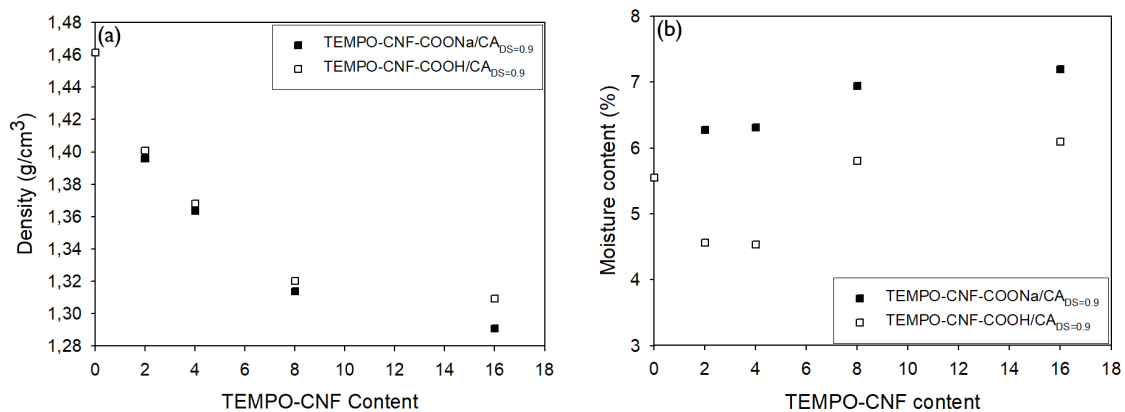 (a)
TEMPO-CNF-COONa/CA_DS=0.9
TEMPO-CNF-COOH/CA_DS=0.9
1,48
1,46
1,44
1,42
1,40
1,38
1,36
1,34
1,32
1,30
1,28
Density (g/cm³)
0 2 4 6 8 10 12 14 16 18
TEMPO-CNF Content
(b)
8
7
6
5
4
3
Moisture content (%)
TEMPO-CNF-COONa/CA_DS=0.9
TEMPO-CNF-COOH/CA_DS=0.9
0 2 4 6 8 10 12 14 16 18
TEMPO-CNF content